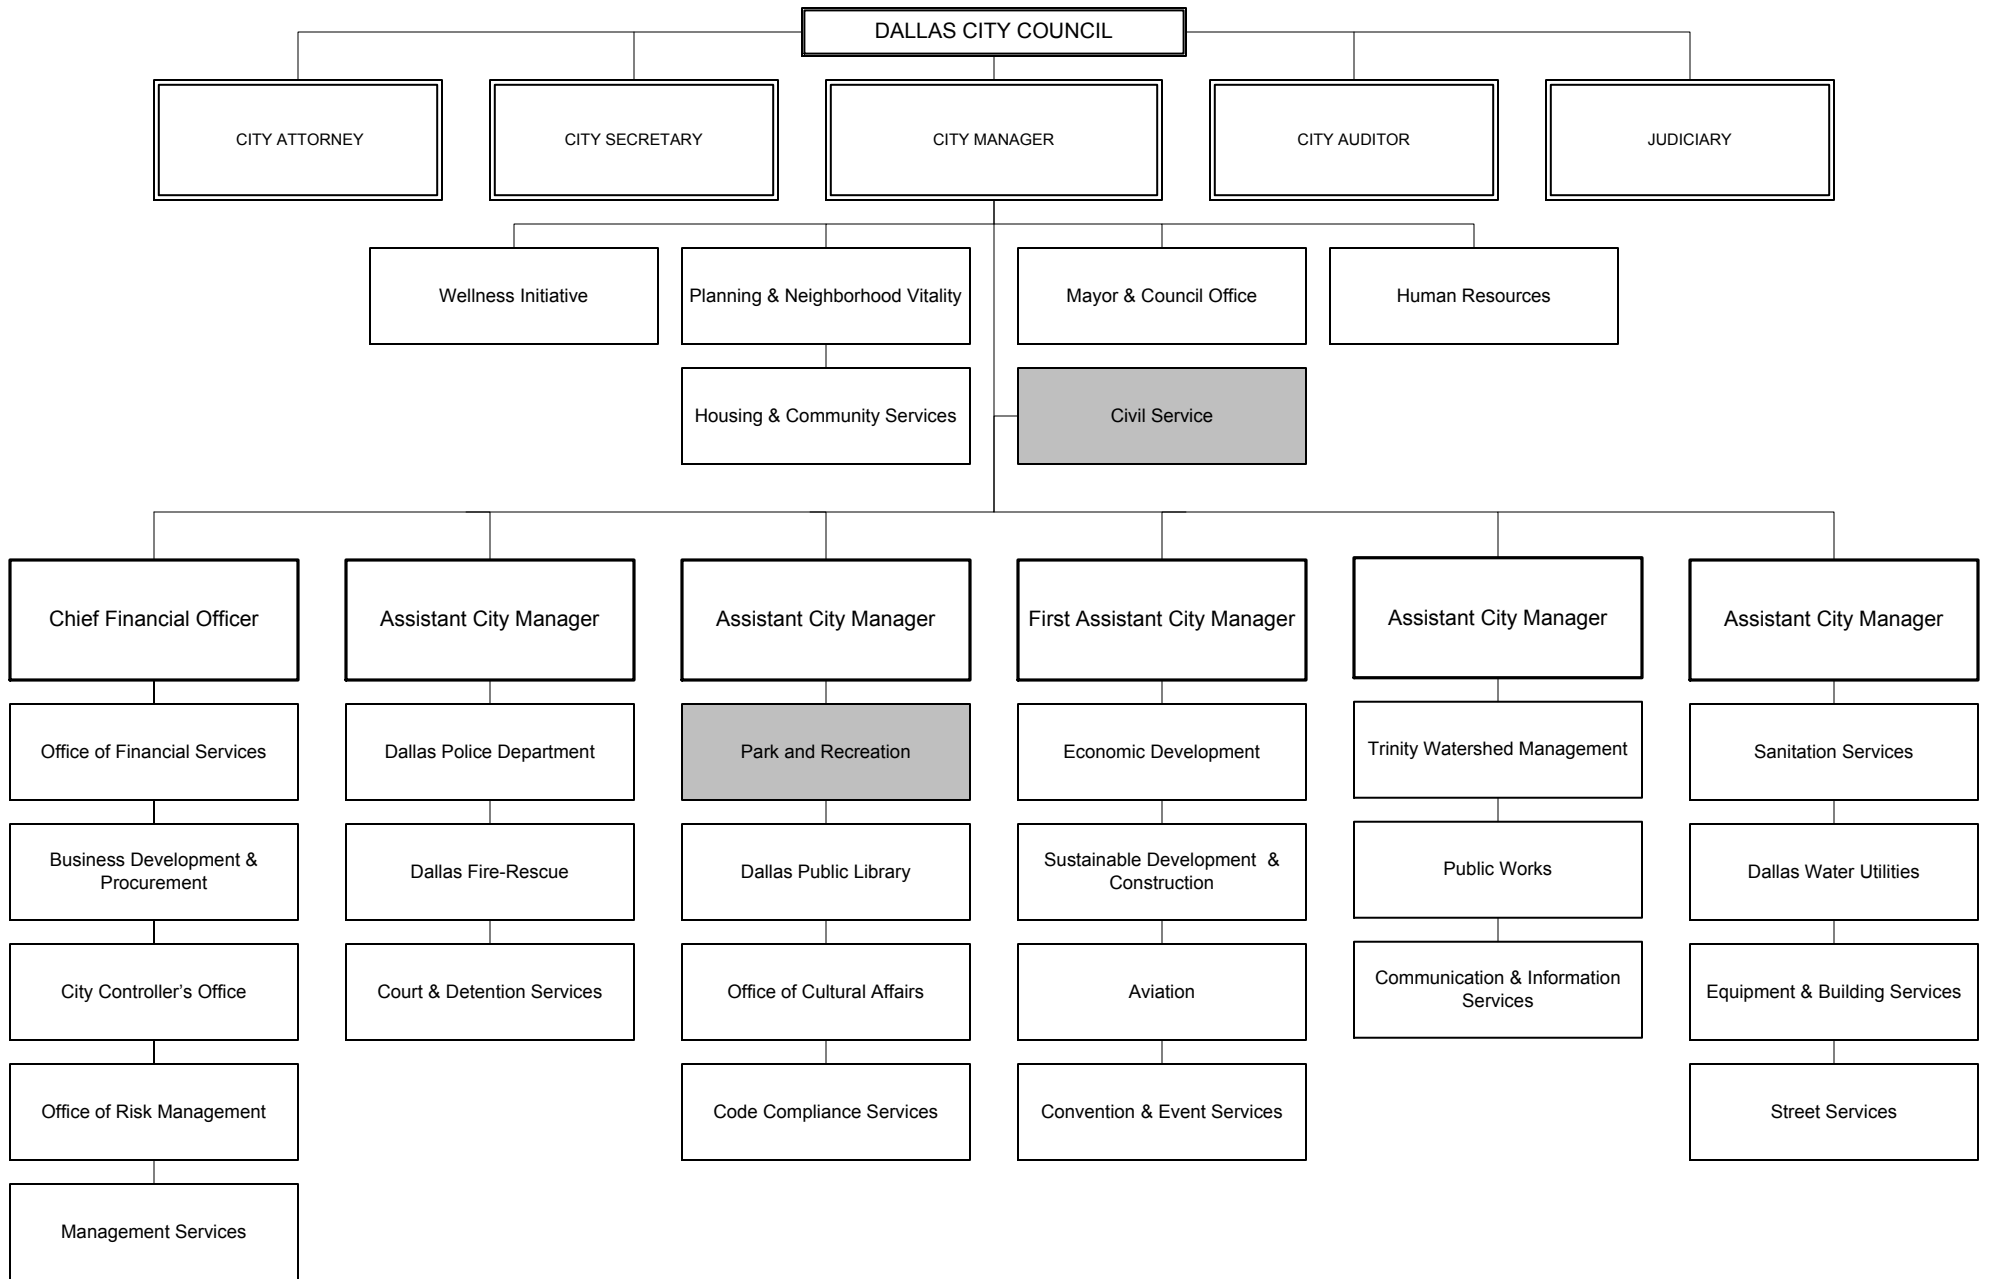 DALLAS CITY COUNCIL
CITY ATTORNEY
CITY SECRETARY
CITY MANAGER
CITY AUDITOR
JUDICIARY
Wellness Initiative
Planning & Neighborhood Vitality
Mayor & Council Office
Human Resources
Housing & Community Services
Civil Service
Chief Financial Officer
Assistant City Manager
Assistant City Manager
First Assistant City Manager
Assistant City Manager
Assistant City Manager
Office of Financial Services
Dallas Police Department
Park and Recreation
Economic Development
Trinity Watershed Management
Sanitation Services
Business Development &
Procurement
Dallas Fire-Rescue
Dallas Public Library
Sustainable Development &
Construction
Public Works
Dallas Water Utilities
City Controller’s Office
Court & Detention Services
Office of Cultural Affairs
Aviation
Communication & Information
Services
Equipment & Building Services
Office of Risk Management
Code Compliance Services
Convention & Event Services
Street Services
Management Services